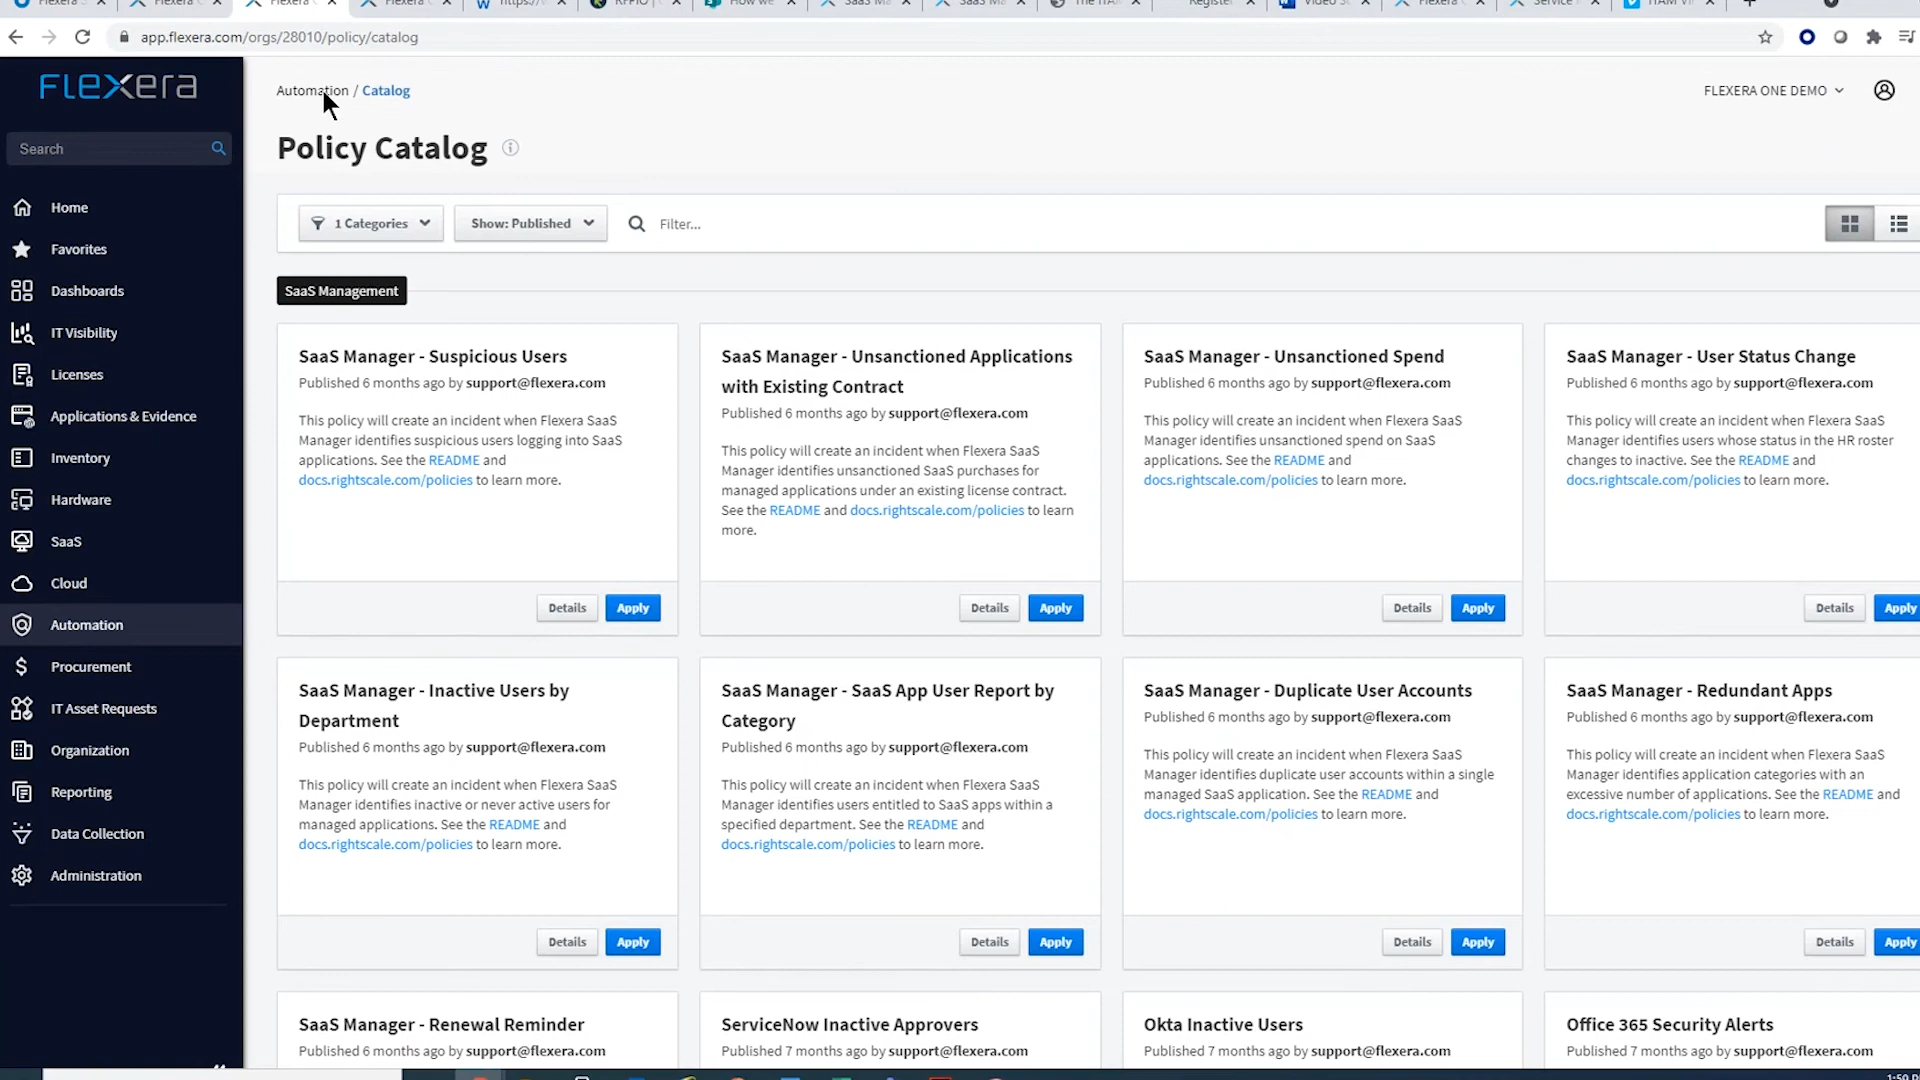 app.flexera.com/orgs/28010/policy/catalog
FLEXERA
Automation / Catalog
FLEXERA ONE DEMO
Search
Policy Catalog
1 Categories
Show: Published
Filter...
Home
Favorites
Dashboards
IT Visibility
Licenses
Applications & Evidence
Inventory
Hardware
SaaS
Cloud
Automation
Procurement
IT Asset Requests
Organization
Reporting
Data Collection
Administration
SaaS Management
SaaS Manager - Suspicious Users
Published 6 months ago by support@flexera.com
This policy will create an incident when Flexera SaaS
Manager identifies suspicious users logging into SaaS
applications. See the README and
docs.rightscale.com/policies to learn more.
Details
Apply
SaaS Manager - Unsanctioned Applications
with Existing Contract
Published 6 months ago by support@flexera.com
This policy will create an incident when Flexera SaaS
Manager identifies unsanctioned SaaS purchases for
managed applications under an existing license contract.
See the README and docs.rightscale.com/policies to learn
more.
Details
Apply
SaaS Manager - Unsanctioned Spend
Published 6 months ago by support@flexera.com
This policy will create an incident when Flexera SaaS
Manager identifies unsanctioned spend on SaaS
applications. See the README and
docs.rightscale.com/policies to learn more.
Details
Apply
SaaS Manager - User Status Change
Published 6 months ago by support@flexera.com
This policy will create an incident when Flexera SaaS
Manager identifies users whose status in the HR roster
changes to inactive. See the README and
docs.rightscale.com/policies to learn more.
Details
Apply
SaaS Manager - Inactive Users by
Department
Published 6 months ago by support@flexera.com
This policy will create an incident when Flexera SaaS
Manager identifies inactive or never active users for
managed applications. See the README and
docs.rightscale.com/policies to learn more.
Details
Apply
SaaS Manager - SaaS App User Report by
Category
Published 6 months ago by support@flexera.com
This policy will create an incident when Flexera SaaS
Manager identifies users entitled to SaaS apps within a
specified department. See the README and
docs.rightscale.com/policies to learn more.
Details
Apply
SaaS Manager - Duplicate User Accounts
Published 6 months ago by support@flexera.com
This policy will create an incident when Flexera SaaS
Manager identifies duplicate user accounts within a single
managed SaaS application. See the README and
docs.rightscale.com/policies to learn more.
Details
Apply
SaaS Manager - Redundant Apps
Published 6 months ago by support@flexera.com
This policy will create an incident when Flexera SaaS
Manager identifies application categories with an
excessive number of applications. See the README and
docs.rightscale.com/policies to learn more.
Details
Apply
SaaS Manager - Renewal Reminder
Published 6 months ago by support@flexera.com
ServiceNow Inactive Approvers
Published 7 months ago by support@flexera.com
Okta Inactive Users
Published 7 months ago by support@flexera.com
Office 365 Security Alerts
Published 7 months ago by support@flexera.com